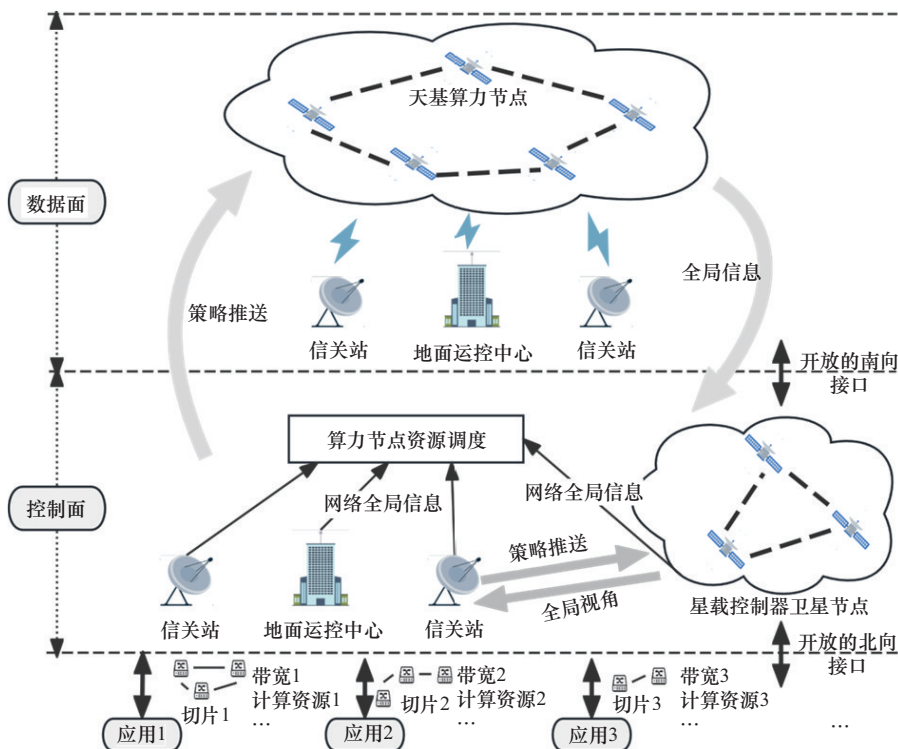 天基算力节点
数据面
策略推送
全局信息
信关站
地面运控中心
信关站
开放的南向
接口
算力节点资源调度
控制面
网络全局信息
网络全局信息
策略推送
全局视角
信关站
地面运控中心
信关站
星载控制器卫星节点
开放的北向
接口
切片1
带宽1
计算资源1
…
应用1
切片2
带宽2
计算资源2
…
应用2
切片3
带宽3
计算资源3
…
应用3
…